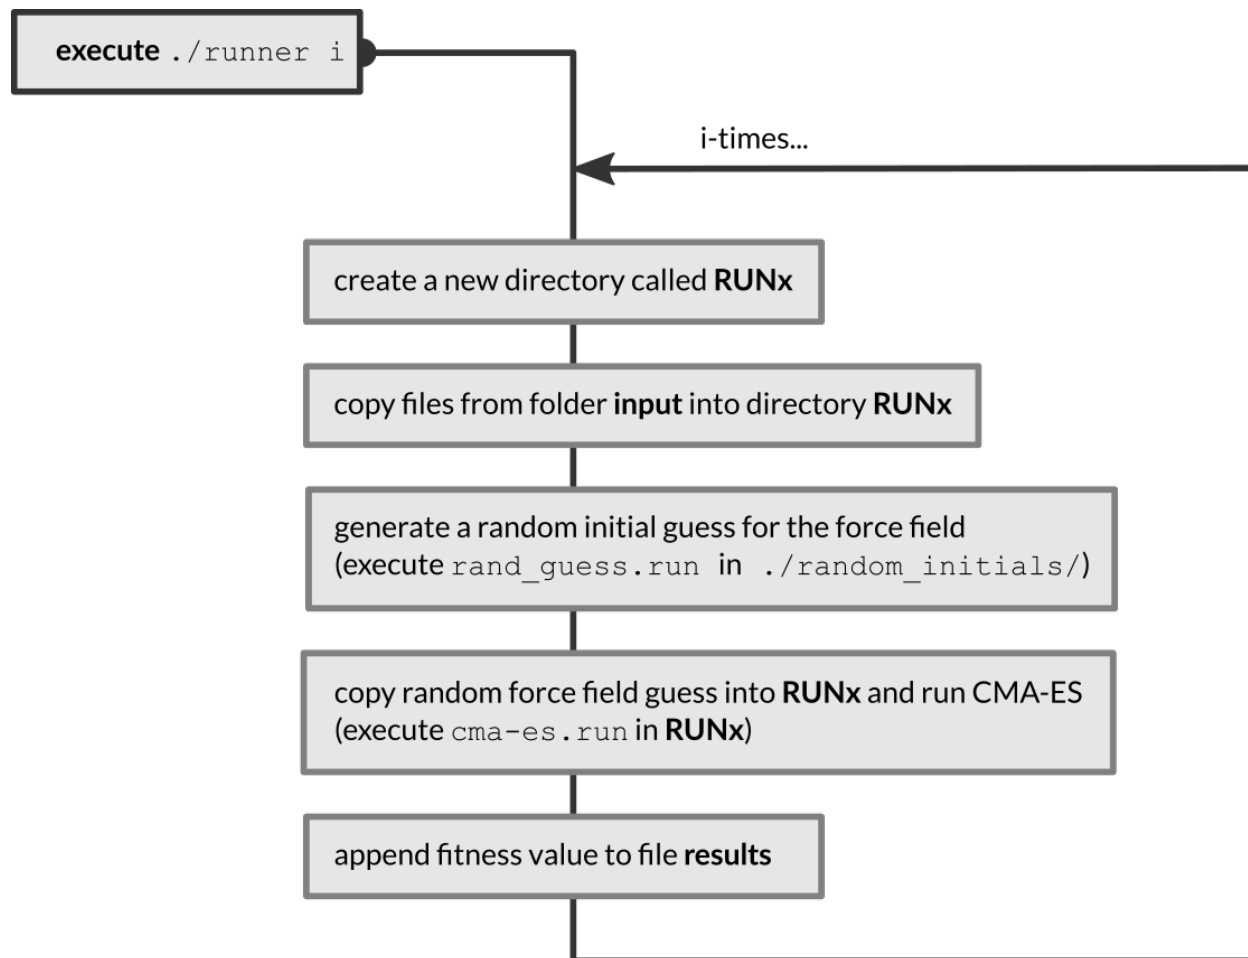 execute ./runner i
i-times...
create a new directory called RUNx
copy files from folder input into directory RUNx
generate a random initial guess for the force field
(execute rand_guess.run in ./random_initials/)
copy random force field guess into RUNx and run CMA-ES
(execute cma-es.run in RUNx)
append fitness value to file results